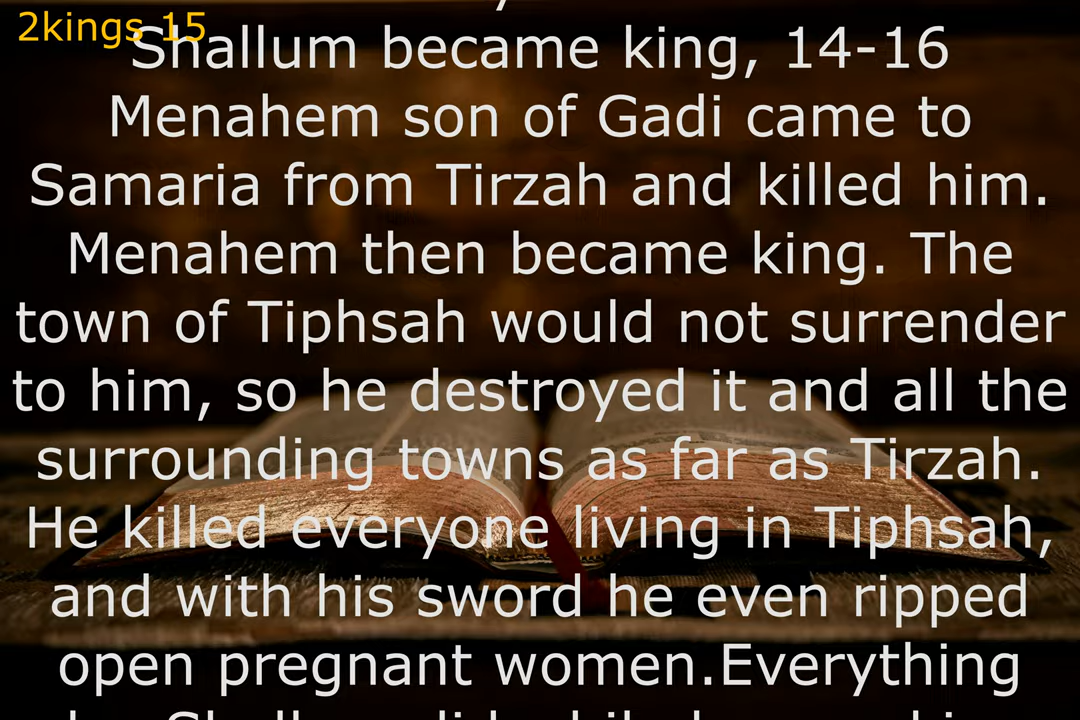 2kings 15
Shallum became king, 14-16
Menahem son of Gadi came to
Samaria from Tirzah and killed him.
Menahem then became king. The
town of Tiphsah would not surrender
to him, so he destroyed it and all the
surrounding towns as far as Tirzah.
He killed everyone living in Tiphsah,
and with his sword he even ripped
open pregnant women.Everything